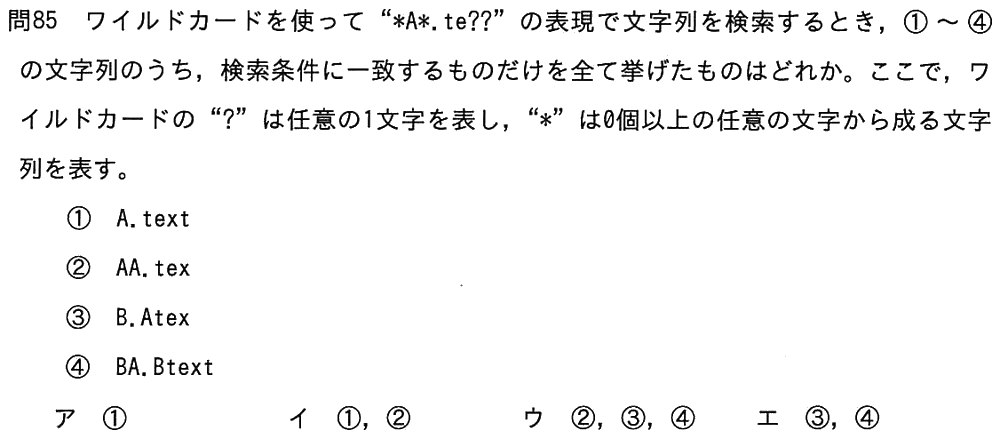 問85　ワイルドカードを使って“*A*.te??”の表現で文字列を検索するとき，①～④
の文字列のうち，検索条件に一致するものだけを全て挙げたものはどれか。ここで，ワ
イルドカードの“?”は任意の1文字を表し，“*”は0個以上の任意の文字から成る文字
列を表す。
①　A.text
②　AA.tex
③　B.Atex
④　BA.Btext
ア　①　イ　①，②　ウ　②，③，④　エ　③，④